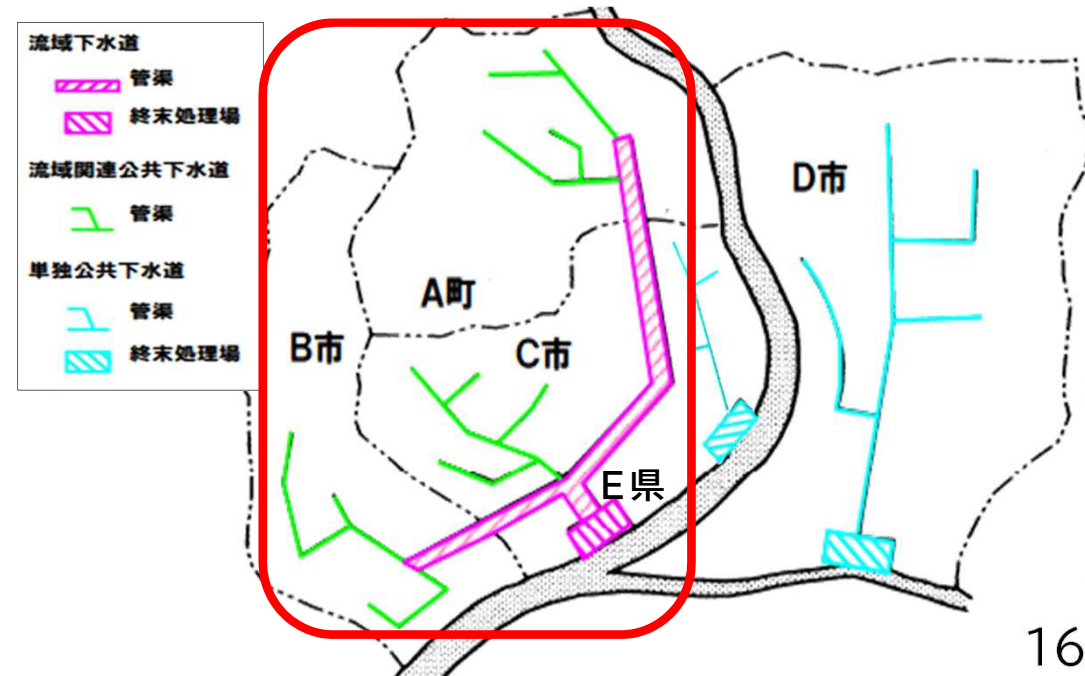 流域下水道
管渠
終末処理場
流域関連公共下水道
管渠
単独公共下水道
管渠
終末処理場
D市
A町
B市
C市
E県
16